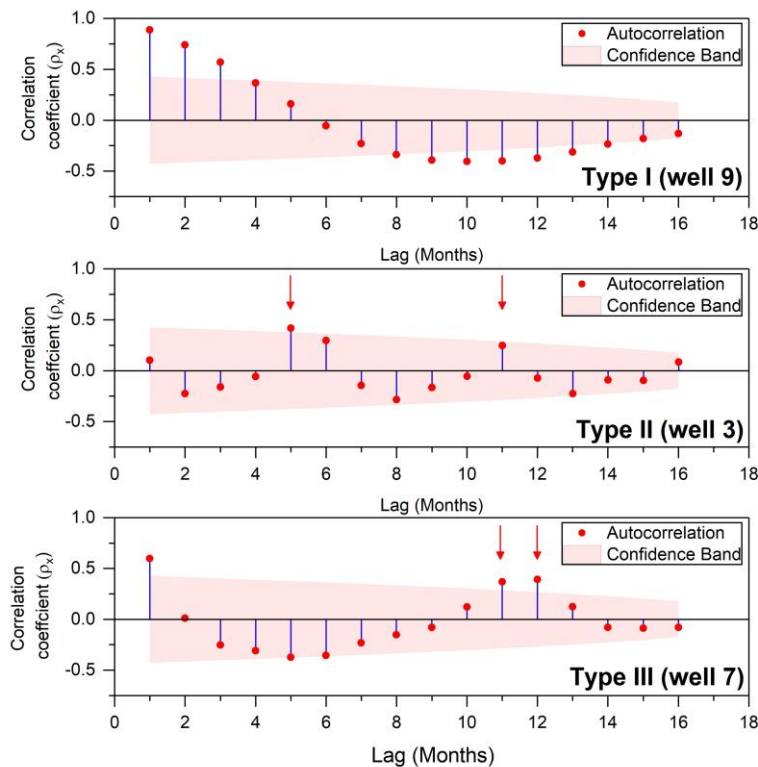 1.0
0.5
0.0
-0.5
Correlation
coeffcient (ρx)
Autocorrelation
Confidence Band
Type I (well 9)
0 2 4 6 8 10 12 14 16 18
Lag (Months)
1.0
0.5
0.0
-0.5
Correlation
coeffcient (ρx)
Autocorrelation
Confidence Band
Type II (well 3)
0 2 4 6 8 10 12 14 16 18
Lag (Months)
1.0
0.5
0.0
-0.5
Correlation
coeffcient (ρx)
Autocorrelation
Confidence Band
Type III (well 7)
0 2 4 6 8 10 12 14 16 18
Lag (Months)